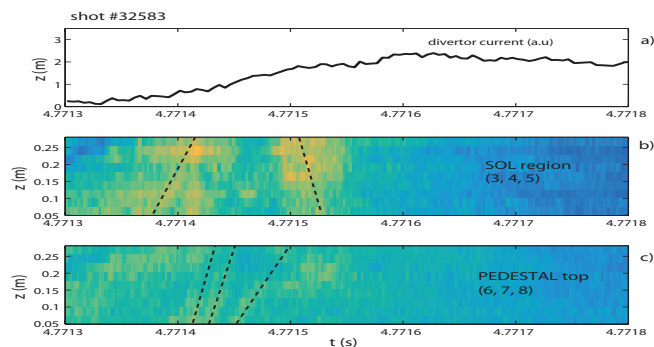 shot #32583
3
2
1
0
z (m)
divertor current (a.u)
a)
4.7713 4.7714 4.7715 4.7716 4.7717 4.7718
0.25
0.2
0.15
0.1
0.05
z (m)
SOL region
(3, 4, 5)
b)
4.7713 4.7714 4.7715 4.7716 4.7717 4.7718
0.25
0.2
0.15
0.1
0.05
z (m)
PEDESTAL top
(6, 7, 8)
c)
4.7713 4.7714 4.7715 4.7716 4.7717 4.7718
t (s)